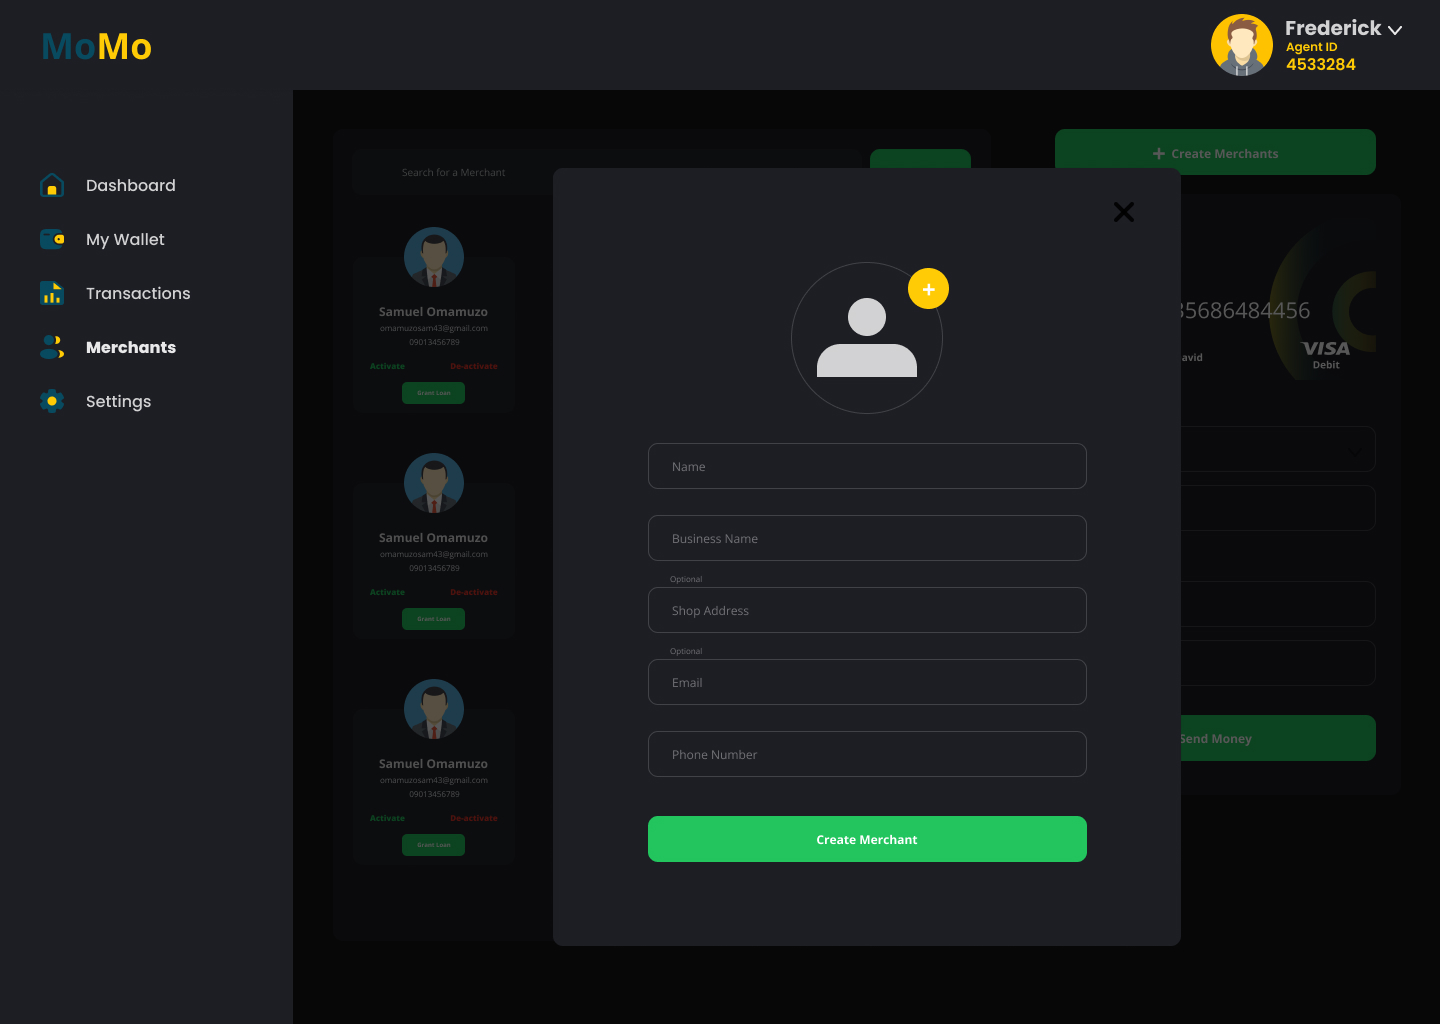 MoMo
Frederick
Agent ID
4533284
Dashboard
My Wallet
Transactions
Merchants
Settings
Search for a Merchant
Samuel Omamuzo
omamuzosam43@gmail.com
09013456789
Activate De-activate
Grant Loan
Samuel Omamuzo
omamuzosam43@gmail.com
09013456789
Activate De-activate
Grant Loan
Samuel Omamuzo
omamuzosam43@gmail.com
09013456789
Activate De-activate
Grant Loan
+
Name
Business Name
Optional
Shop Address
Optional
Email
Phone Number
Create Merchant
+ Create Merchants
5686484456
avid
VISA
Debit
Send Money